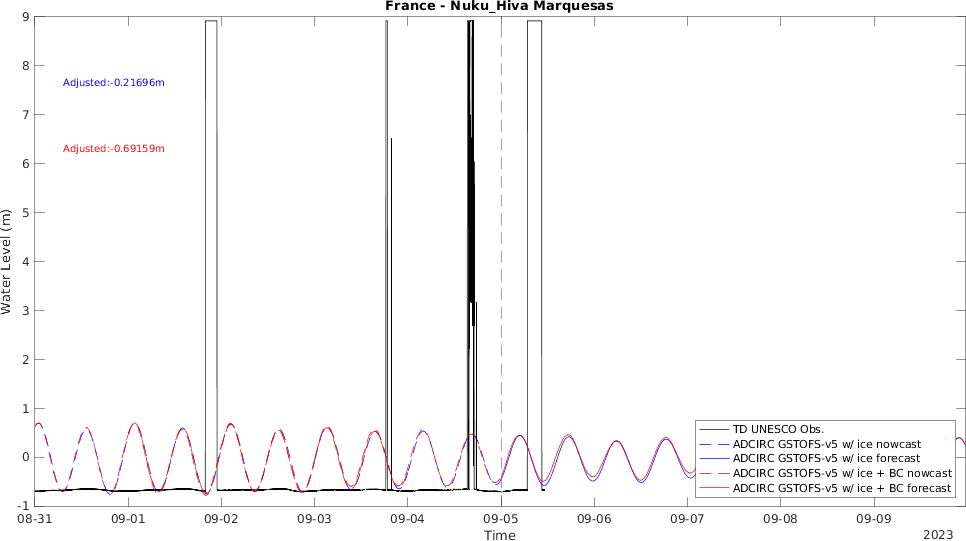 France - Nuku_Hiva Marquesas
9
8
7
6
5
4
3
2
1
0
-1
Water Level (m)
Adjusted:-0.21696m
Adjusted:-0.69159m
TD UNESCO Obs.
ADCIRC GSTOFS-v5 w/ ice nowcast
ADCIRC GSTOFS-v5 w/ ice forecast
ADCIRC GSTOFS-v5 w/ ice + BC nowcast
ADCIRC GSTOFS-v5 w/ ice + BC forecast
08-31 09-01 09-02 09-03 09-04 09-05 09-06 09-07 09-08 09-09
Time
2023